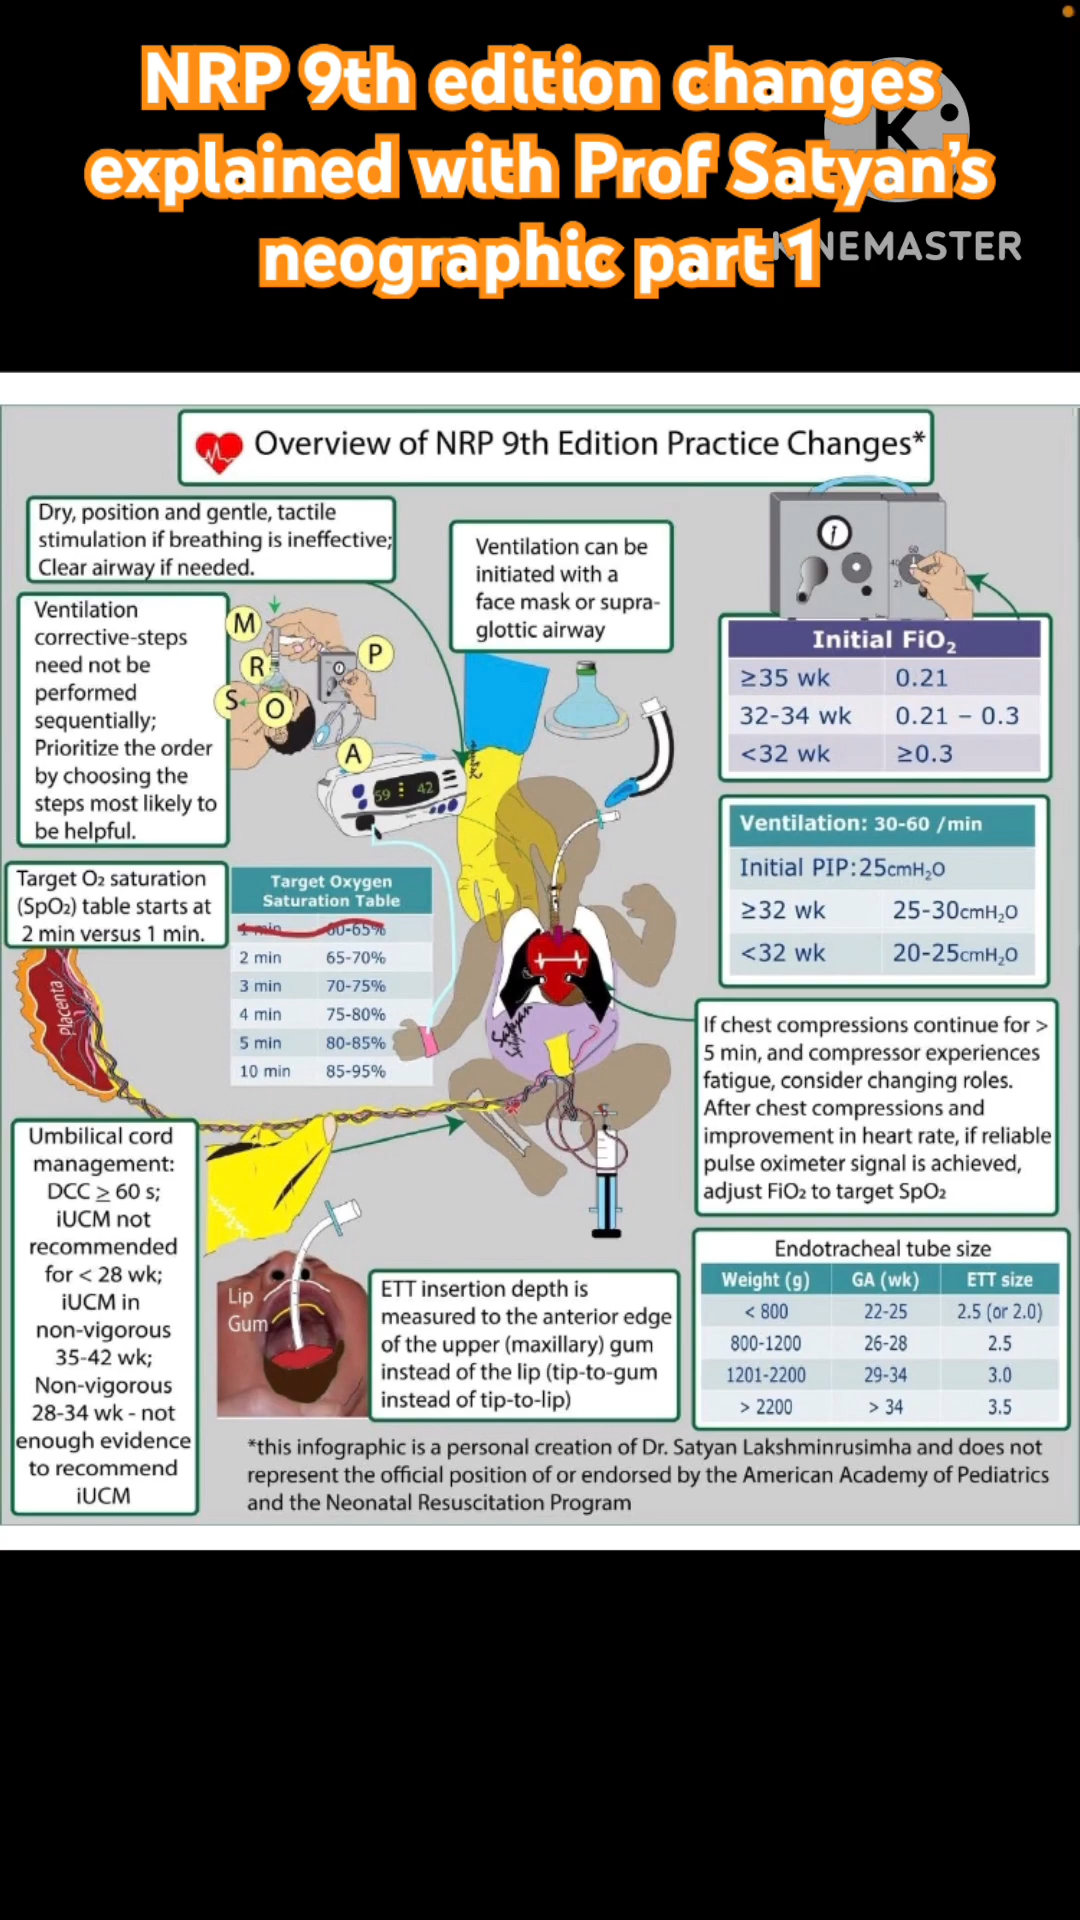 NRP 9th edition changes
explained with Prof Satyan's
neographic part 1
K
KINEMASTER
Overview of NRP 9th Edition Practice Changes*
Dry, position and gentle, tactile
stimulation if breathing is ineffective;
Clear airway if needed.
Ventilation
corrective-steps
need not be
performed
sequentially;
Prioritize the order
by choosing the
steps most likely to
be helpful.
M
R
S
O
P
A
59
42
Ventilation can be
initiated with a
face mask or supra-
glottic airway
60
40
21
Initial FiO₂
≥35 wk 0.21
32-34 wk 0.21 – 0.3
<32 wk ≥0.3
Ventilation: 30-60 /min
Initial PIP:25cmH₂O
≥32 wk 25-30cmH₂O
<32 wk 20-25cmH₂O
Target O₂ saturation
(SpO₂) table starts at
2 min versus 1 min.
Target Oxygen
Saturation Table
1 min 60-65%
2 min 65-70%
3 min 70-75%
4 min 75-80%
5 min 80-85%
10 min 85-95%
Placenta
Satyan
If chest compressions continue for >
5 min, and compressor experiences
fatigue, consider changing roles.
After chest compressions and
improvement in heart rate, if reliable
pulse oximeter signal is achieved,
adjust FiO₂ to target SpO₂
Umbilical cord
management:
DCC ≥ 60 s;
iUCM not
recommended
for < 28 wk;
iUCM in
non-vigorous
35-42 wk;
Non-vigorous
28-34 wk - not
enough evidence
to recommend
iUCM
Lip
Gum
ETT insertion depth is
measured to the anterior edge
of the upper (maxillary) gum
instead of the lip (tip-to-gum
instead of tip-to-lip)
Endotracheal tube size
Weight (g) GA (wk) ETT size
< 800 22-25 2.5 (or 2.0)
800-1200 26-28 2.5
1201-2200 29-34 3.0
> 2200 > 34 3.5
*this infographic is a personal creation of Dr. Satyan Lakshminrusimha and does not
represent the official position of or endorsed by the American Academy of Pediatrics
and the Neonatal Resuscitation Program